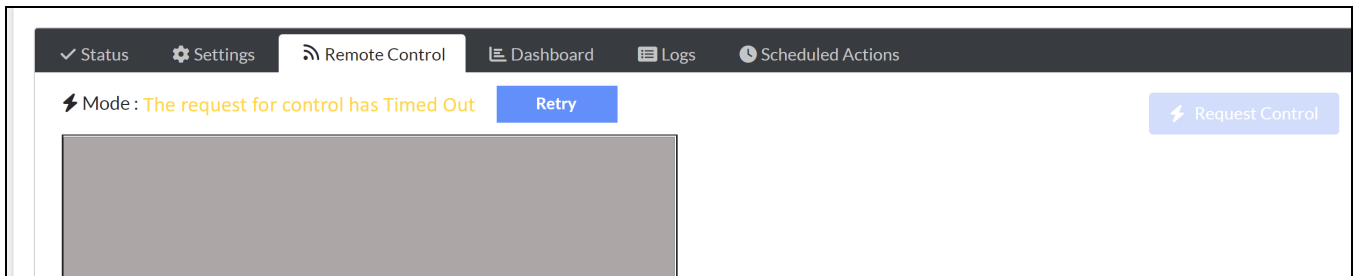 Status Settings Remote Control Dashboard Logs Scheduled Actions
Mode : The request for control has Timed Out Retry
Request Control